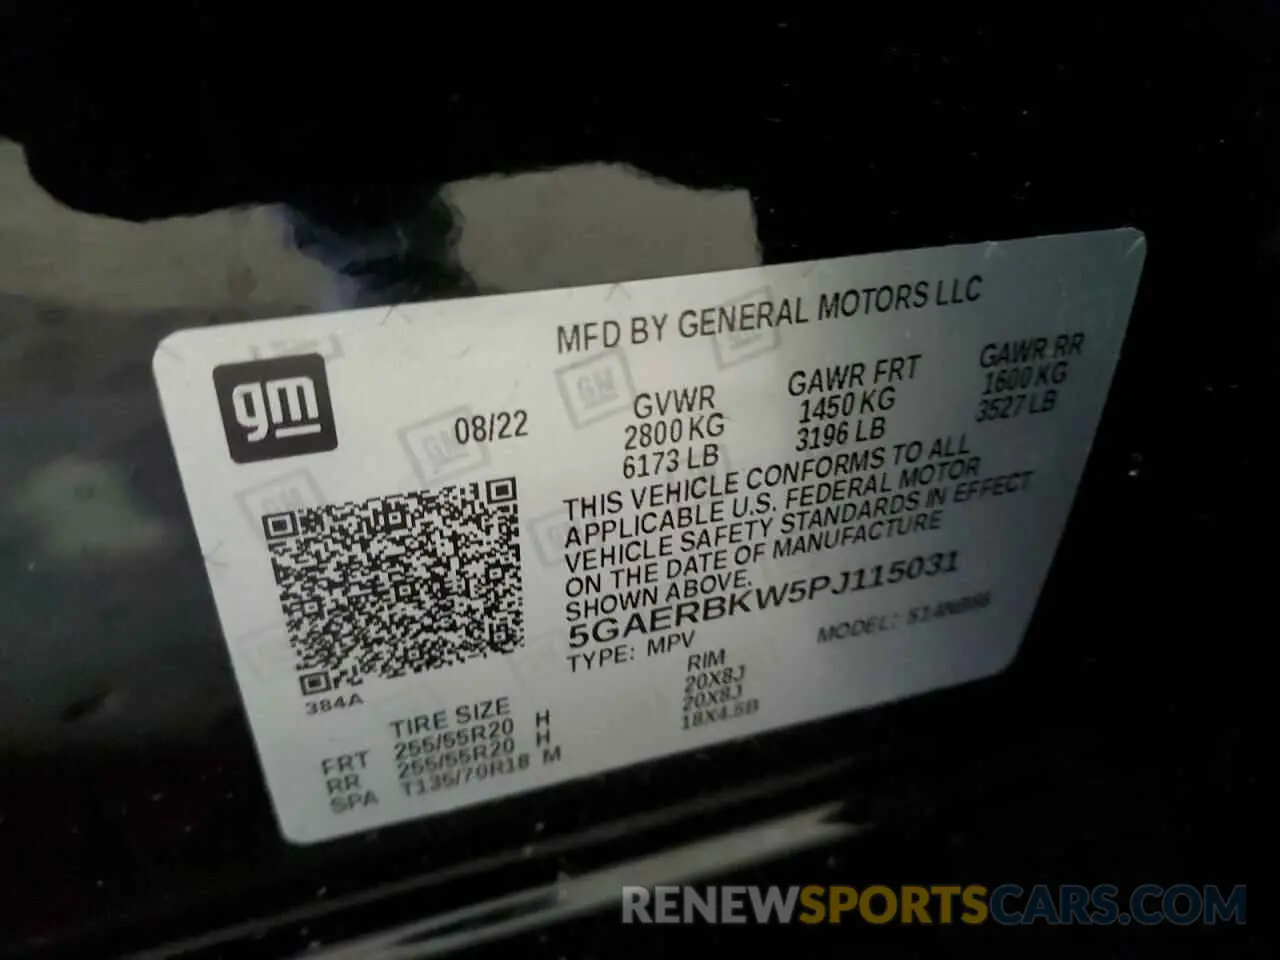 MFD BY GENERAL MOTORS LLC
gm
08/22
GVWR GAWR FRT GAWR RR
2800 KG 1450 KG 1600 KG
6173 LB 3196 LB 3527 LB
THIS VEHICLE CONFORMS TO ALL
APPLICABLE U.S. FEDERAL MOTOR
VEHICLE SAFETY STANDARDS IN EFFECT
ON THE DATE OF MANUFACTURE
SHOWN ABOVE.
5GAERBKW5PJ115031
TYPE: MPV MODEL:
384A
TIRE SIZE RIM
FRT 255/55R20 H 20X8J
RR 255/55R20 H 20X8J
SPA T135/70R18 M 18X4.5B
RENEWSPORTSCARS.COM